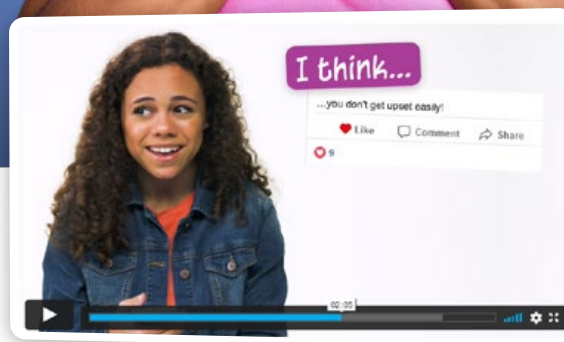 I think...
...you don't get upset easily!
Like Comment Share
9
02:05